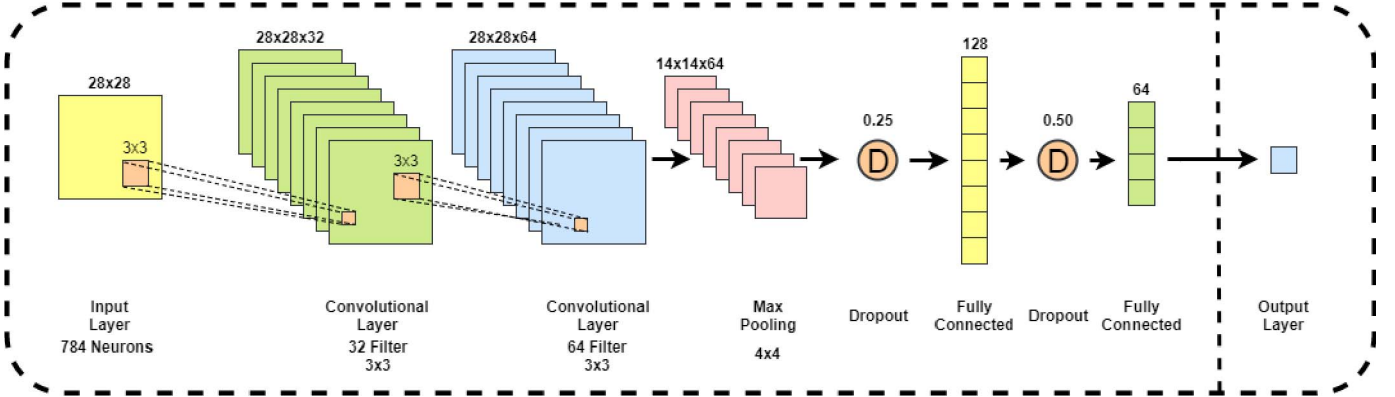 28x28
3x3
28x28x32
3x3
28x28x64
14x14x64
0.25
D
128
0.50
D
64
Input
Layer
784 Neurons
Convolutional
Layer
32 Filter
3x3
Convolutional
Layer
64 Filter
3x3
Max
Pooling
4x4
Dropout
Fully
Connected
Dropout
Fully
Connected
Output
Layer